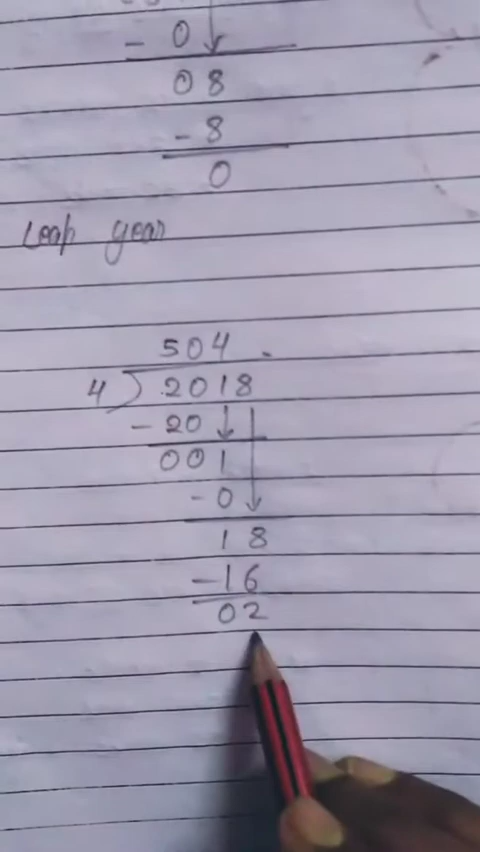 - 0 ↓
08
- 8
0
Leap year
504 .
4 ) 2018
- 20 ↓
001
- 0 ↓
18
- 16
02